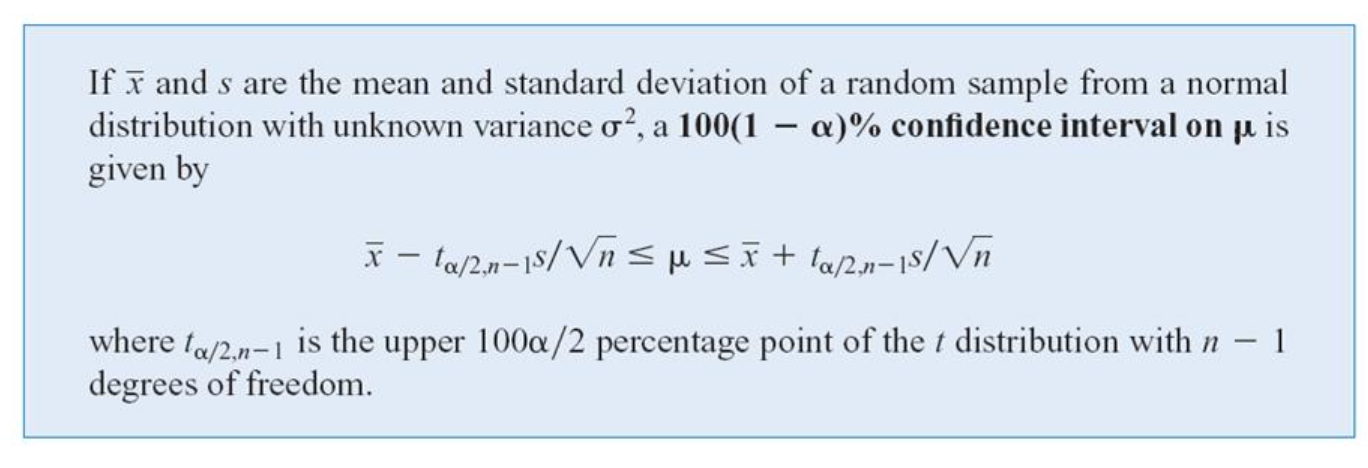 If x̄ and s are the mean and standard deviation of a random sample from a normal
distribution with unknown variance σ², a 100(1 − α)% confidence interval on μ is
given by
x̄ − t_{α/2,n−1}s/√n ≤ μ ≤ x̄ + t_{α/2,n−1}s/√n
where t_{α/2,n−1} is the upper 100α/2 percentage point of the t distribution with n − 1
degrees of freedom.